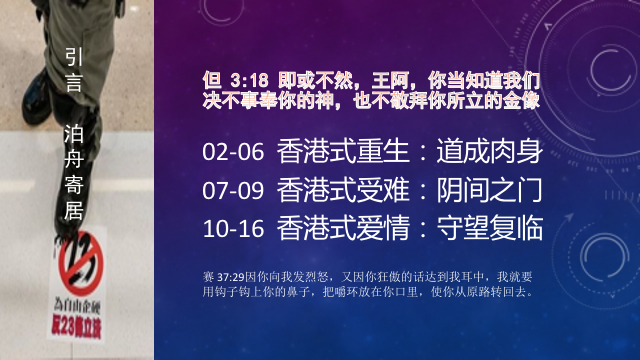 引言 泊舟寄居
23
為自由企硬
反23條立法
但 3:18 即或不然，王阿，你当知道我们
决不事奉你的神，也不敬拜你所立的金像
02-06 香港式重生：道成肉身
07-09 香港式受难：阴间之门
10-16 香港式爱情：守望复临
赛 37:29因你向我发烈怒，又因你狂傲的话达到我耳中，我就要
用钩子钩上你的鼻子，把嚼环放在你口里，使你从原路转回去。